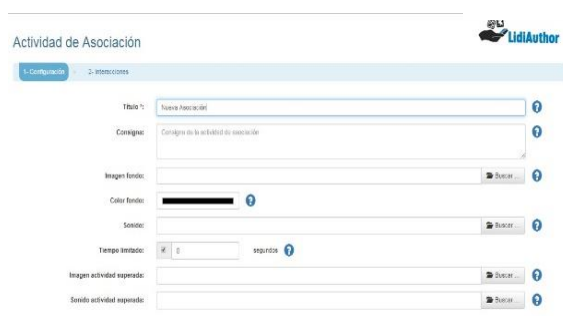 LidiAuthor
Actividad de Asociación
1- Configuración 2- Interacciones
Título *: Nueva Asociación
Consigna: Consigna de la actividad de asociación
Imagen fondo: Buscar ...
Color fondo:
Sonido: Buscar ...
Tiempo limitado: 0 segundos
Imagen actividad superada: Buscar ...
Sonido actividad superada: Buscar ...